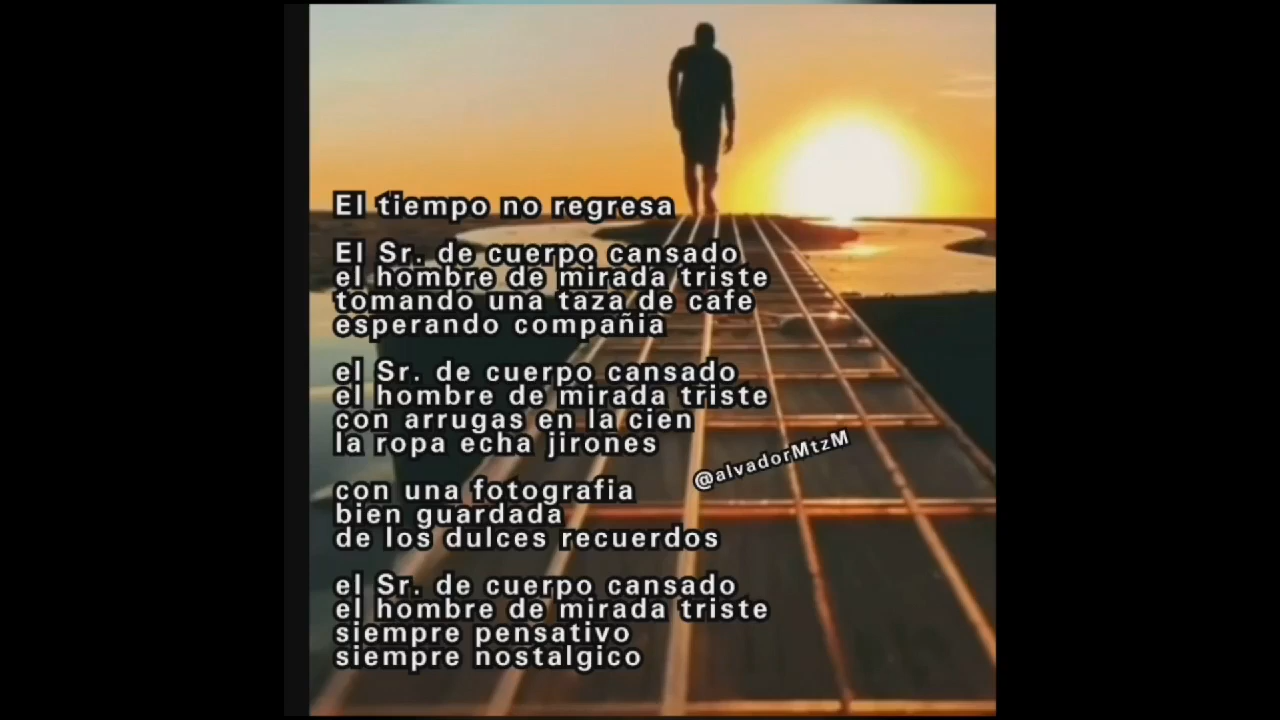 El tiempo no regresa
El Sr. de cuerpo cansado
el hombre de mirada triste
tomando una taza de cafe
esperando compañia
el Sr. de cuerpo cansado
el hombre de mirada triste
con arrugas en la cien
la ropa echa jirones
@alvadorMtzM
con una fotografia
bien guardada
de los dulces recuerdos
el Sr. de cuerpo cansado
el hombre de mirada triste
siempre pensativo
siempre nostalgico